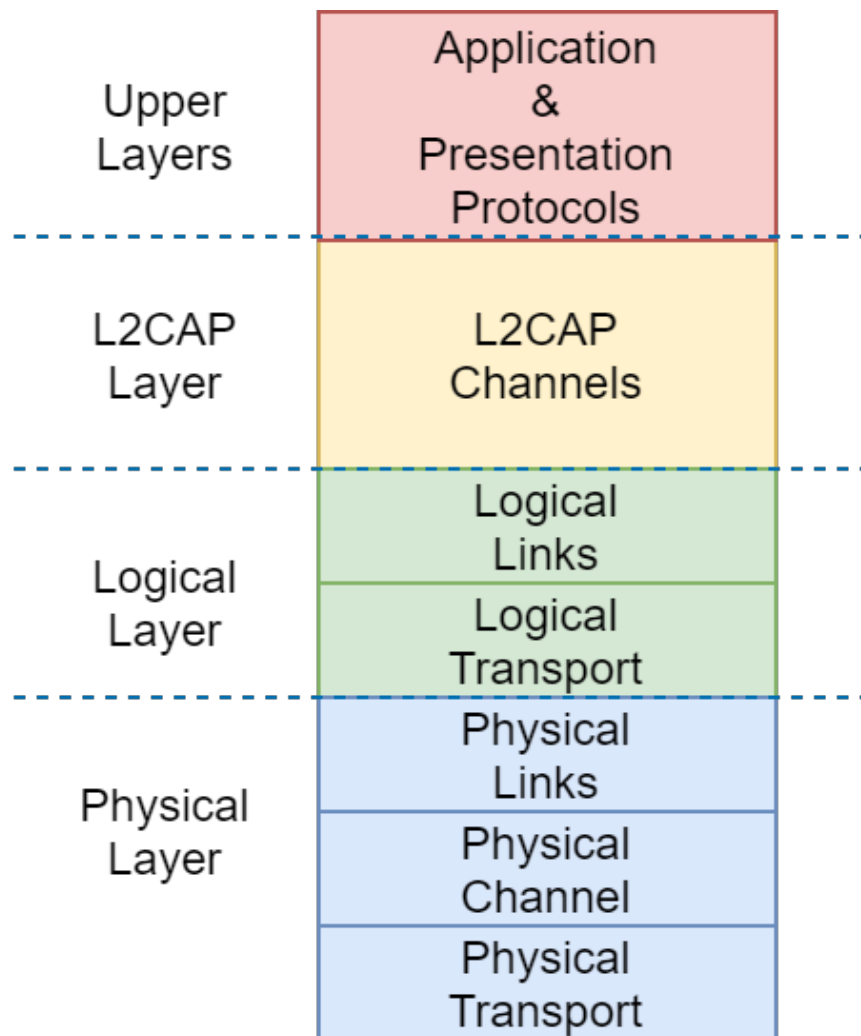 Upper
Layers
Application
&
Presentation
Protocols
L2CAP
Layer
L2CAP
Channels
Logical
Layer
Logical
Links
Logical
Transport
Physical
Layer
Physical
Links
Physical
Channel
Physical
Transport